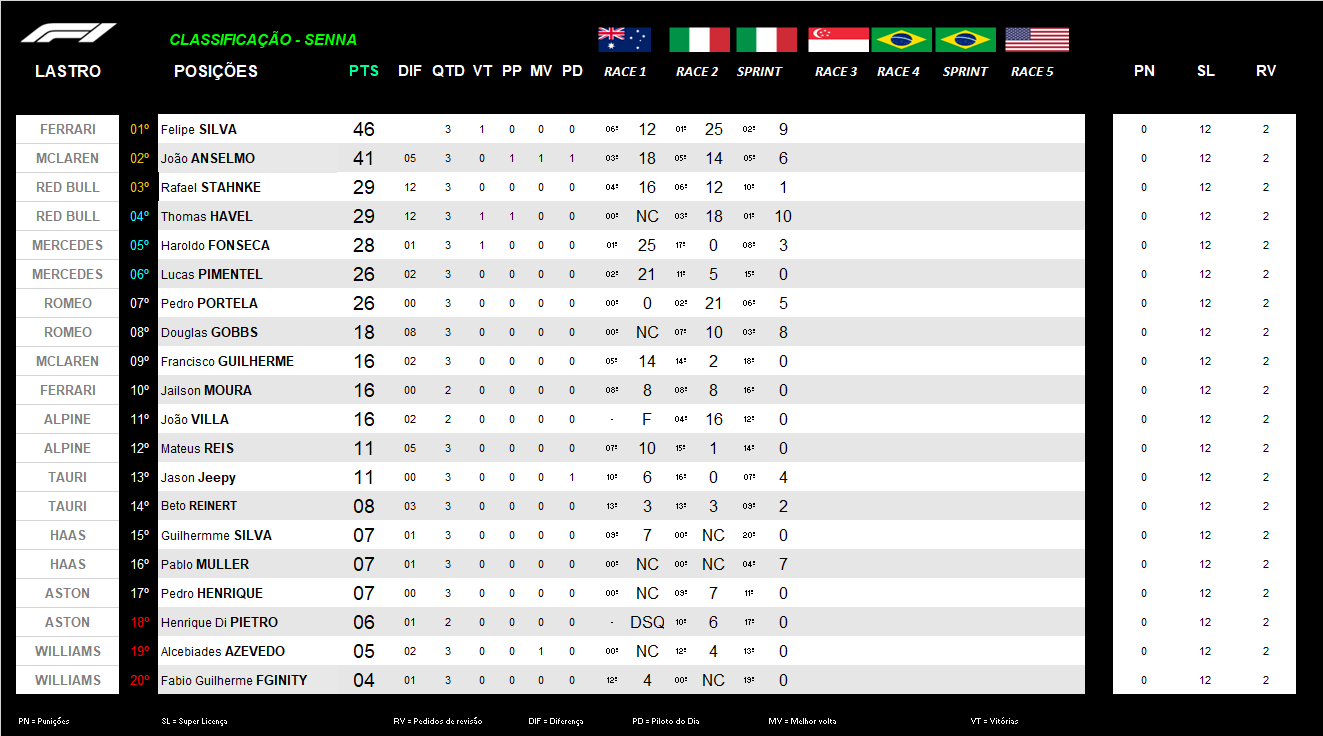 F1
CLASSIFICAÇÃO - SENNA
LASTRO POSIÇÕES PTS DIF QTD VT PP MV PD RACE 1 RACE 2 SPRINT RACE 3 RACE 4 SPRINT RACE 5 PN SL RV
FERRARI 01º Felipe SILVA 46 3 1 0 0 0 06º 12 01º 25 02º 9 0 12 2
MCLAREN 02º João ANSELMO 41 05 3 0 1 1 1 03º 18 05º 14 05º 6 0 12 2
RED BULL 03º Rafael STAHNKE 29 12 3 0 0 0 0 04º 16 06º 12 10º 1 0 12 2
RED BULL 04º Thomas HAVEL 29 12 3 1 1 0 0 00º NC 03º 18 01º 10 0 12 2
MERCEDES 05º Haroldo FONSECA 28 01 3 1 0 0 0 01º 25 17º 0 08º 3 0 12 2
MERCEDES 06º Lucas PIMENTEL 26 02 3 0 0 0 0 02º 21 11º 5 15º 0 0 12 2
ROMEO 07º Pedro PORTELA 26 00 3 0 0 0 0 00º 0 02º 21 06º 5 0 12 2
ROMEO 08º Douglas GOBBS 18 08 3 0 0 0 0 00º NC 07º 10 03º 8 0 12 2
MCLAREN 09º Francisco GUILHERME 16 02 3 0 0 0 0 05º 14 14º 2 18º 0 0 12 2
FERRARI 10º Jailson MOURA 16 00 2 0 0 0 0 08º 8 08º 8 16º 0 0 12 2
ALPINE 11º João VILLA 16 02 2 0 0 0 0 - F 04º 16 12º 0 0 12 2
ALPINE 12º Mateus REIS 11 05 3 0 0 0 0 07º 10 15º 1 14º 0 0 12 2
TAURI 13º Jason Jeepy 11 00 3 0 0 0 1 10º 6 16º 0 07º 4 0 12 2
TAURI 14º Beto REINERT 08 03 3 0 0 0 0 13º 3 13º 3 09º 2 0 12 2
HAAS 15º Guilhermme SILVA 07 01 3 0 0 0 0 09º 7 00º NC 20º 0 0 12 2
HAAS 16º Pablo MULLER 07 01 3 0 0 0 0 00º NC 00º NC 04º 7 0 12 2
ASTON 17º Pedro HENRIQUE 07 00 3 0 0 0 0 00º NC 09º 7 11º 0 0 12 2
ASTON 18º Henrique Di PIETRO 06 01 2 0 0 0 0 - DSQ 10º 6 17º 0 0 12 2
WILLIAMS 19º Alcebiades AZEVEDO 05 02 3 0 0 1 0 00º NC 12º 4 13º 0 0 12 2
WILLIAMS 20º Fabio Guilherme FGINITY 04 01 3 0 0 0 0 12º 4 00º NC 19º 0 0 12 2
PN = Punições SL = Super Licença RV = Pedidos de revisão DIF = Diferença PD = Piloto do Dia MV = Melhor volta VT = Vitórias